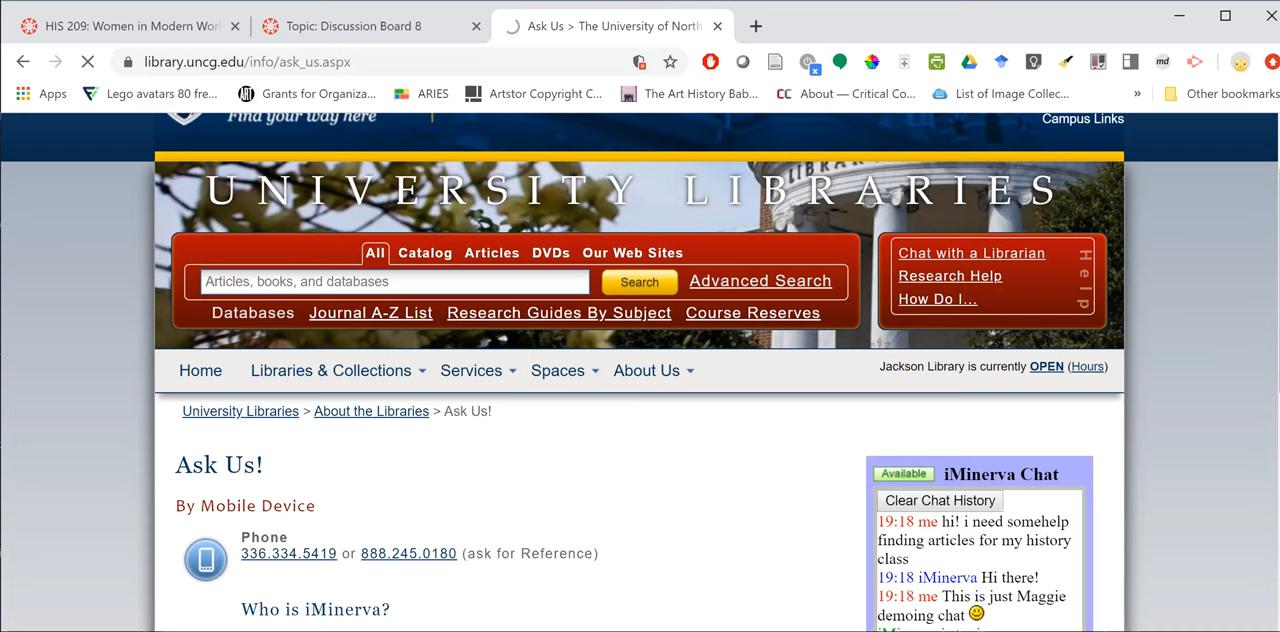 HIS 209: Women in Modern Wor
Topic: Discussion Board 8
Ask Us > The University of North
library.uncg.edu/info/ask_us.aspx
md
Apps
Lego avatars 80 fre...
Grants for Organiza...
ARIES
Artstor Copyright C...
The Art History Bab...
CC About — Critical Co...
List of Image Collec...
»
Other bookmarks
Find your way here
Campus Links
UNIVERSITY LIBRARIES
All Catalog Articles DVDs Our Web Sites
Articles, books, and databases
Search
Advanced Search
Databases Journal A-Z List Research Guides By Subject Course Reserves
Chat with a Librarian
Research Help
How Do I...
Help
Home Libraries & Collections Services Spaces About Us
Jackson Library is currently OPEN (Hours)
University Libraries > About the Libraries > Ask Us!
Ask Us!
By Mobile Device
Phone
336.334.5419 or 888.245.0180 (ask for Reference)
Who is iMinerva?
Available iMinerva Chat
Clear Chat History
19:18 me hi! i need somehelp
finding articles for my history
class
19:18 iMinerva Hi there!
19:18 me This is just Maggie
demoing chat